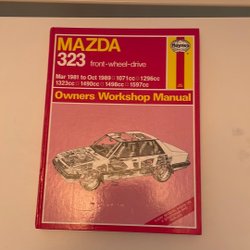 MAZDA
Haynes
323 front-wheel-drive
Mar 1981 to Oct 1989 □ 1071cc □ 1296cc
1323cc □ 1490cc □ 1498cc □ 1597cc
Owners Workshop Manual